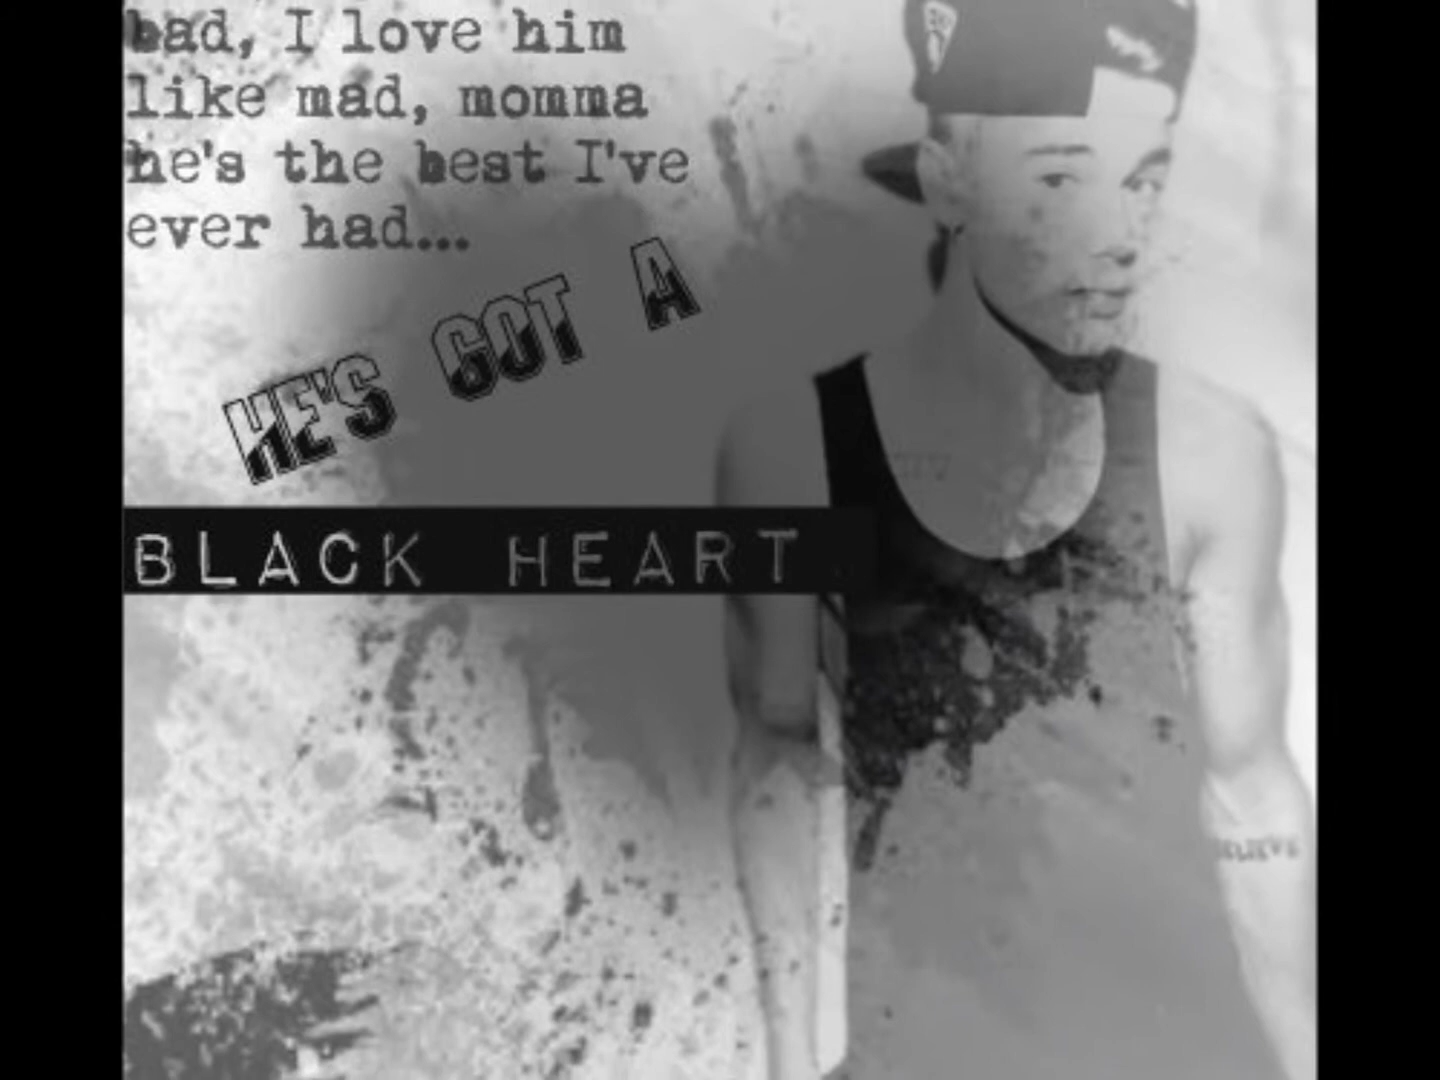 bad, I love him
like mad, momma
he's the best I've
ever had...
HE'S GOT A
BLACK HEART